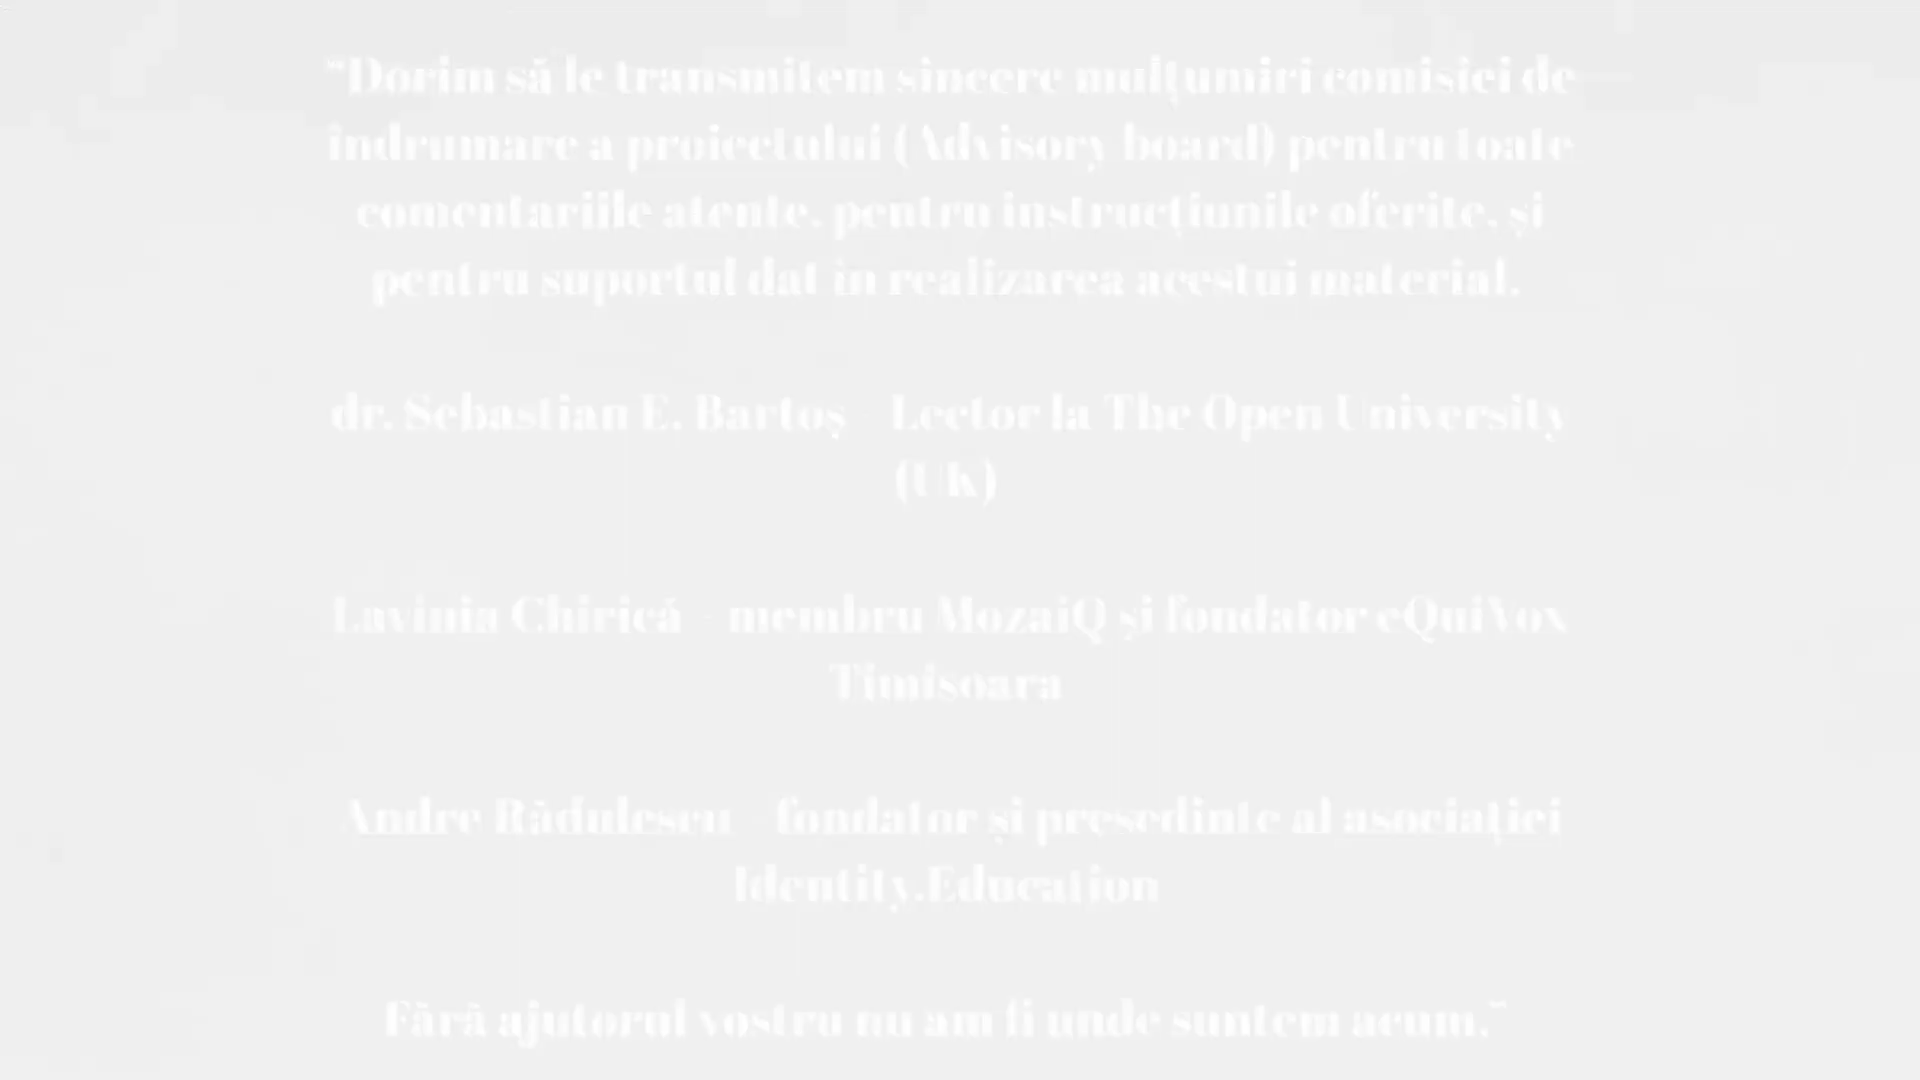 “Dorim să le transmitem sincere mulțumiri comisiei de
îndrumare a proiectului (Advisory board) pentru toate
comentariile atente, pentru instrucțiunile oferite, și
pentru suportul dat în realizarea acestui material.
dr. Sebastian E. Bartoș - Lector la The Open University
(UK)
Lavinia Chirică - membru MozaiQ și fondator eQuiVox
Timisoara
Andre Rădulescu - fondator și președinte al asociației
Identity.Education
Fără ajutorul vostru nu am fi unde suntem acum.”